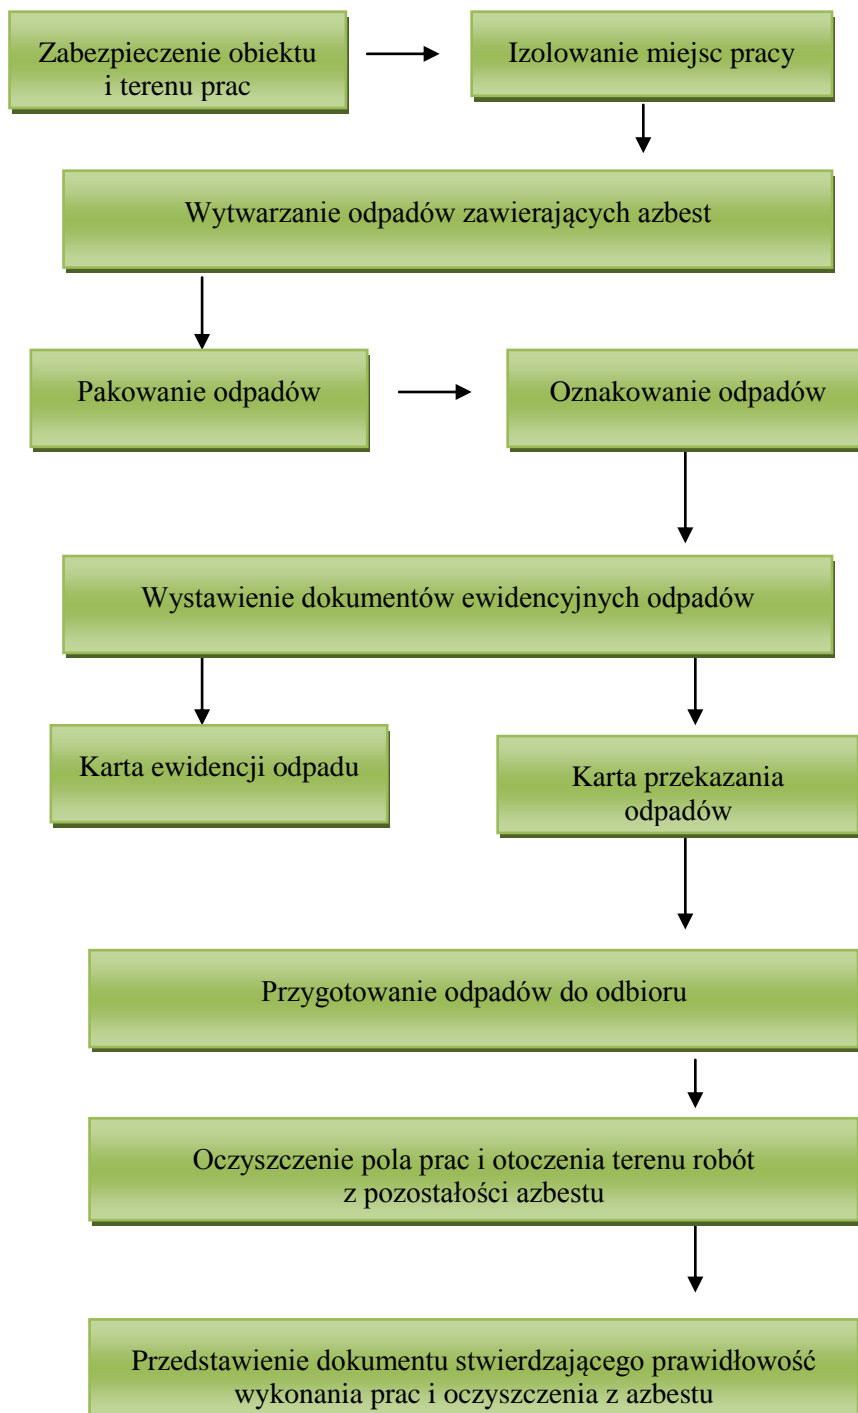 Zabezpieczenie obiektu
i terenu prac
Izolowanie miejsc pracy
Wytwarzanie odpadów zawierających azbest
Pakowanie odpadów
Oznakowanie odpadów
Wystawienie dokumentów ewidencyjnych odpadów
Karta ewidencji odpadu
Karta przekazania
odpadów
Przygotowanie odpadów do odbioru
Oczyszczenie pola prac i otoczenia terenu robót
z pozostałości azbestu
Przedstawienie dokumentu stwierdzającego prawidłowość
wykonania prac i oczyszczenia z azbestu